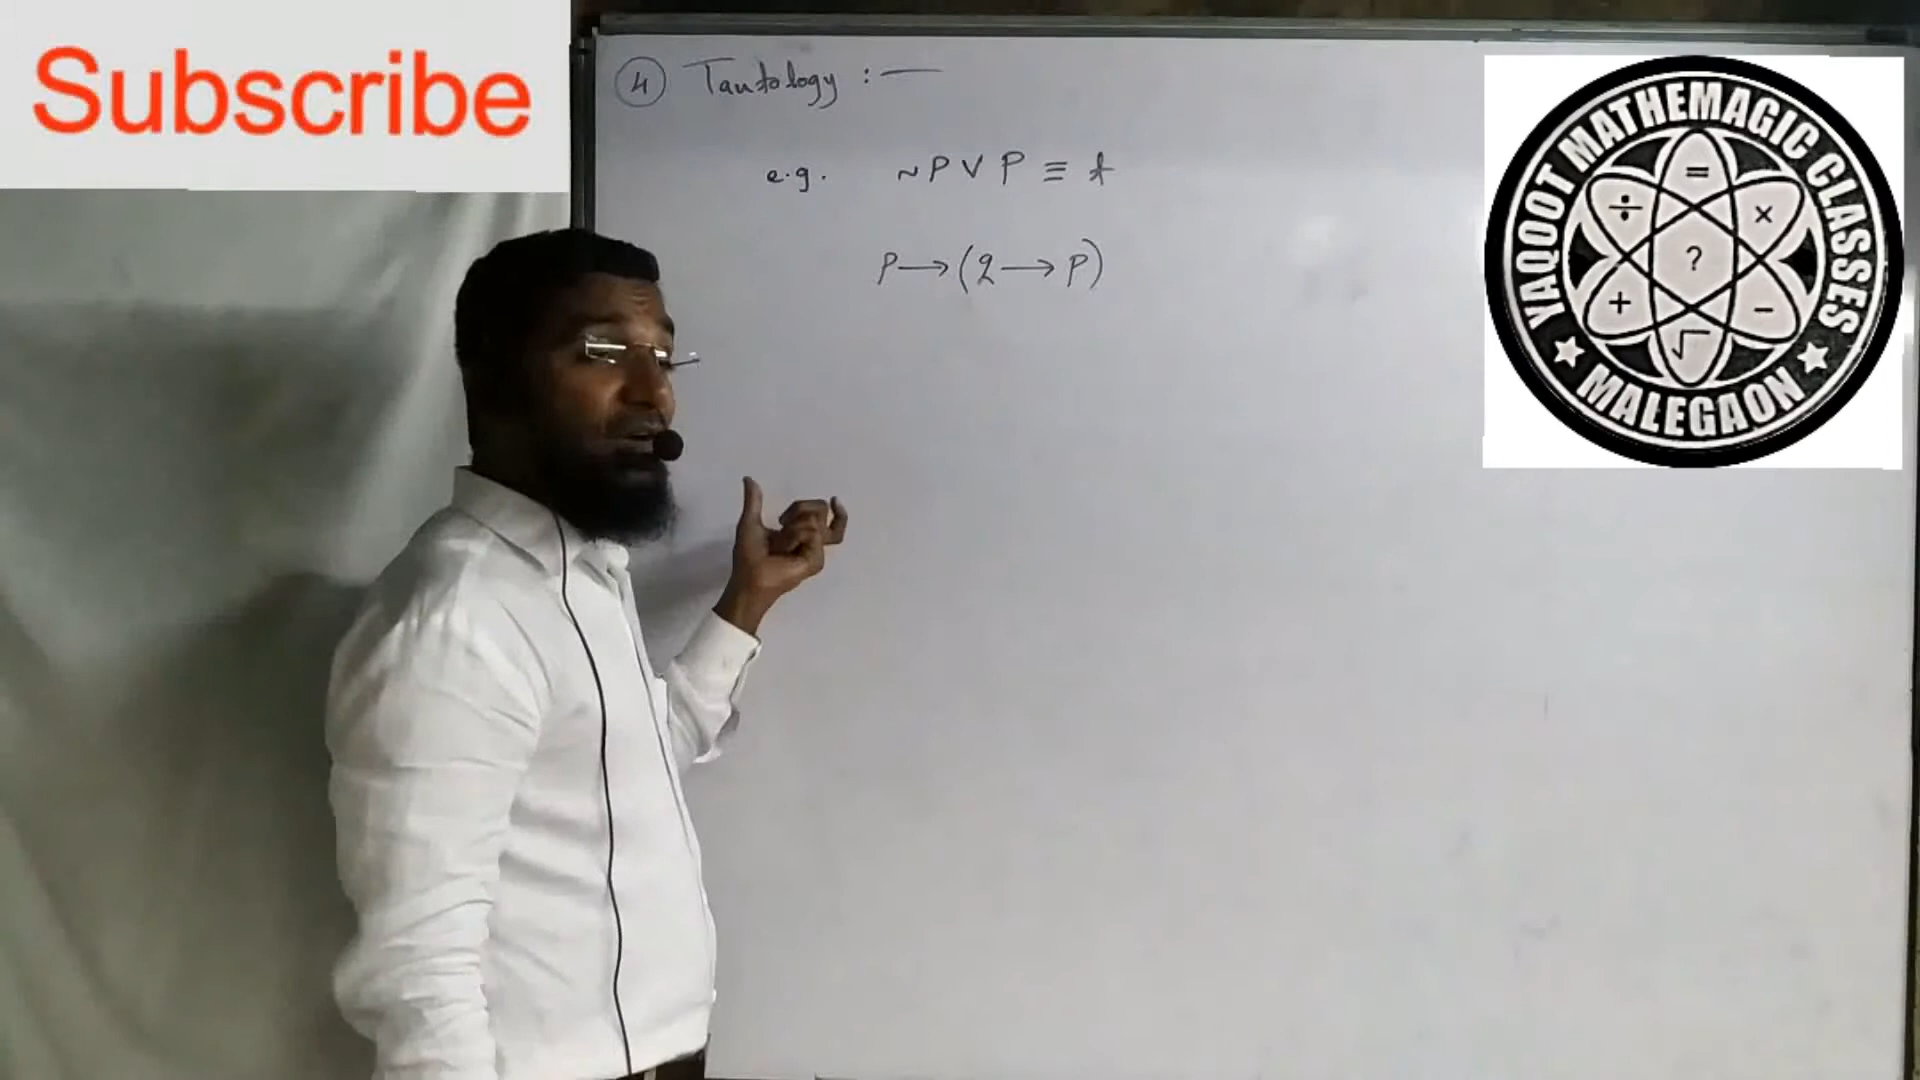 Subscribe
④ Tautology :—
e.g. ~P ∨ P ≡ t
P → (q → P)
YAQOOT MATHEMAGIC CLASSES
= ÷ × ? + − √
★ MALEGAON ★